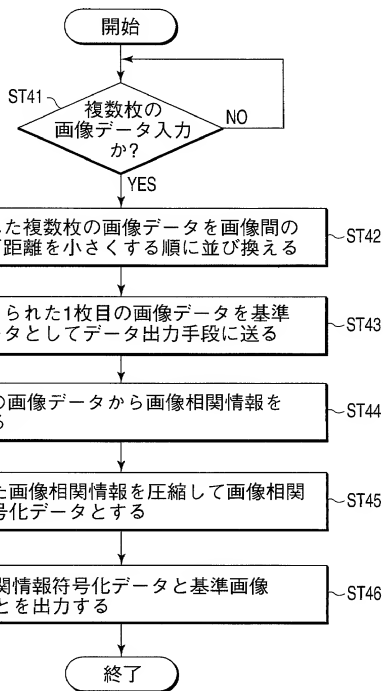 開始
ST41
複数枚の
画像データ入力
か?
NO
YES
た複数枚の画像データを画像間の
距離を小さくする順に並び換える
ST42
られた1枚目の画像データを基準
タとしてデータ出力手段に送る
ST43
の画像データから画像相関情報を
る
ST44
た画像相関情報を圧縮して画像相関
号化データとする
ST45
関情報符号化データと基準画像
とを出力する
ST46
終了